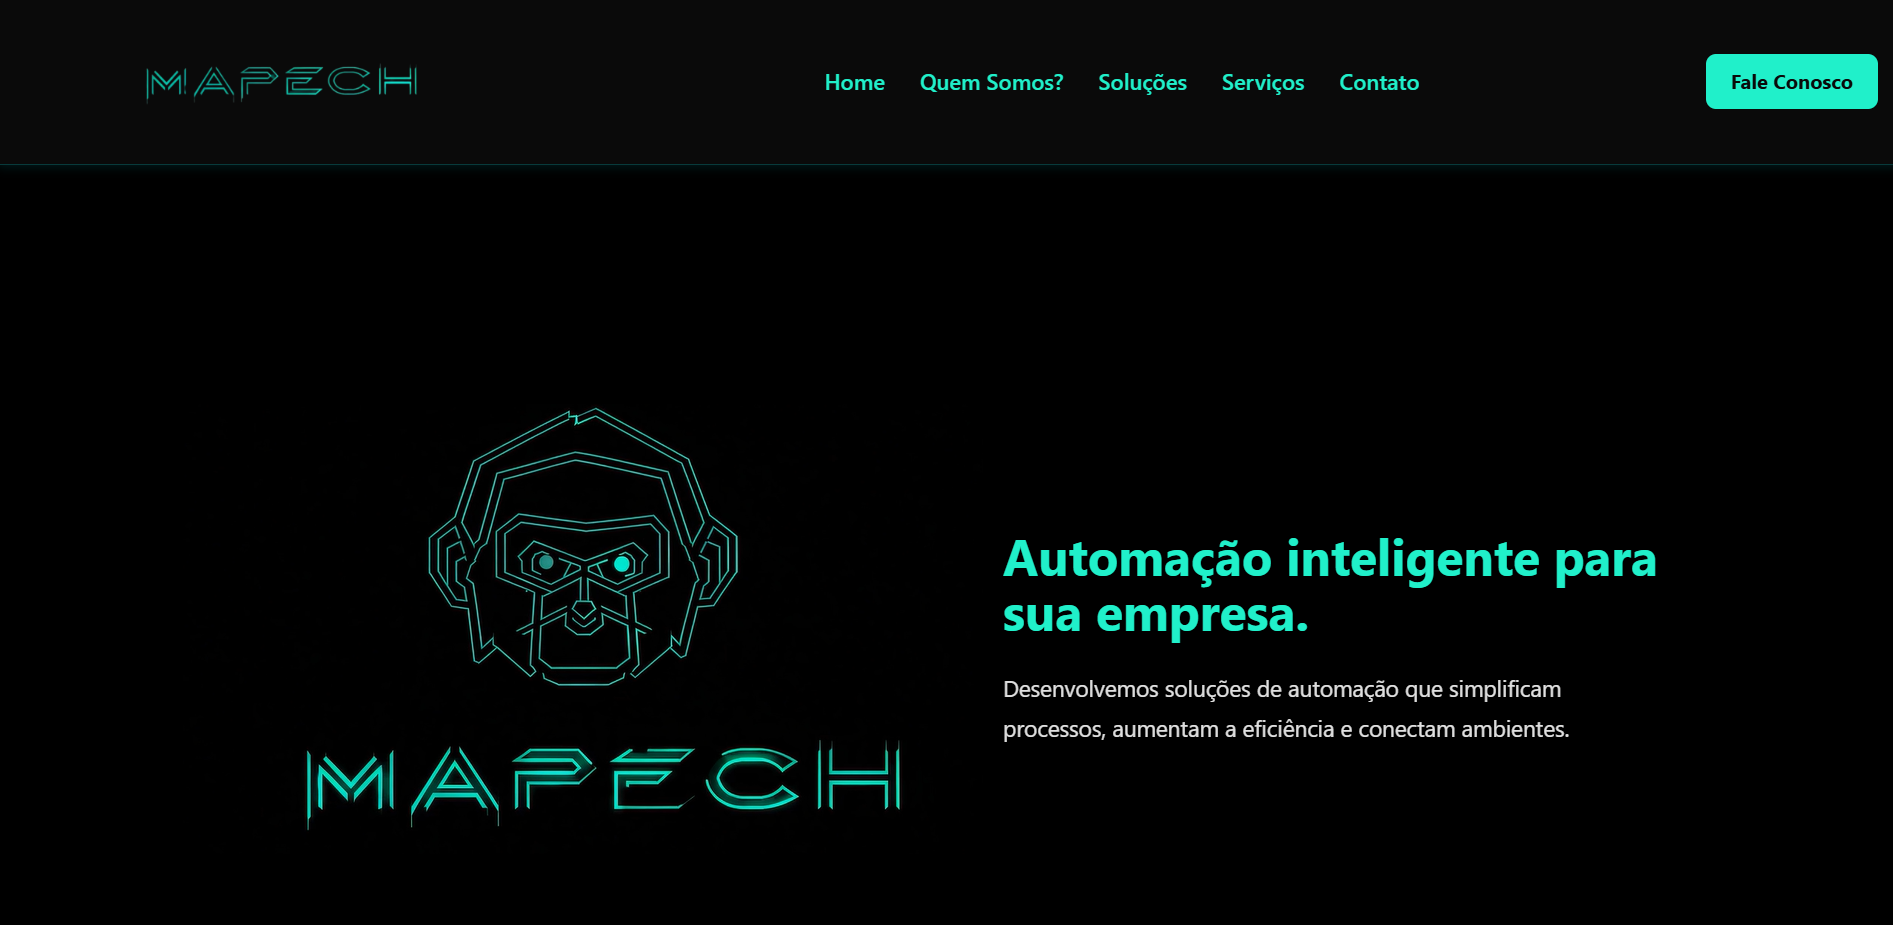 MAPECH
Home Quem Somos? Soluções Serviços Contato
Fale Conosco
MAPECH
Automação inteligente para
sua empresa.
Desenvolvemos soluções de automação que simplificam
processos, aumentam a eficiência e conectam ambientes.